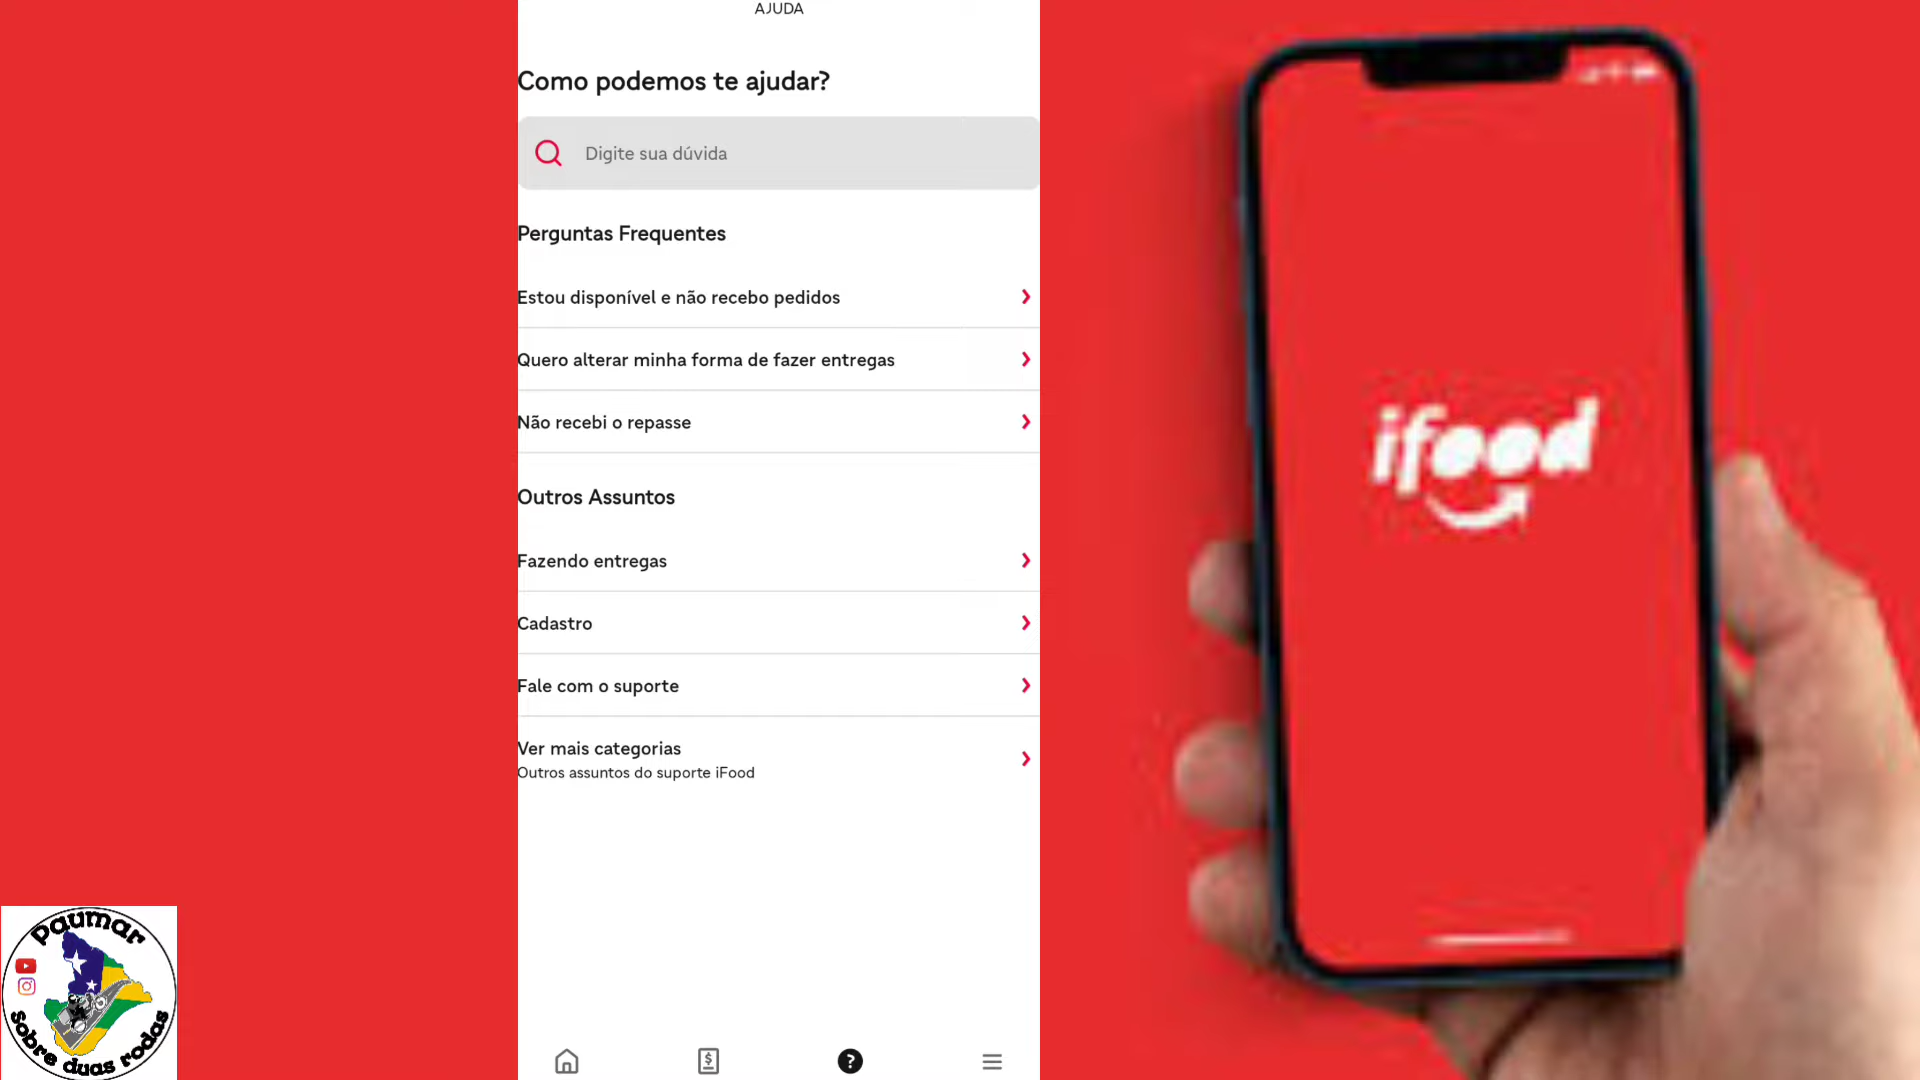 AJUDA
Como podemos te ajudar?
Digite sua dúvida
Perguntas Frequentes
Estou disponível e não recebo pedidos
Quero alterar minha forma de fazer entregas
Não recebi o repasse
Outros Assuntos
Fazendo entregas
Cadastro
Fale com o suporte
Ver mais categorias
Outros assuntos do suporte iFood
ifood
paumar
sobre duas rodas